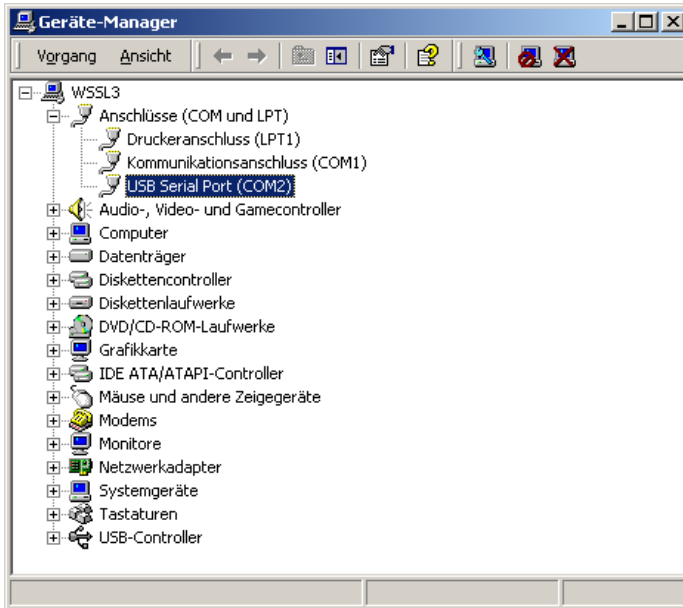 Geräte-Manager
Vorgang Ansicht
WSSL3
Anschlüsse (COM und LPT)
Druckeranschluss (LPT1)
Kommunikationsanschluss (COM1)
USB Serial Port (COM2)
Audio-, Video- und Gamecontroller
Computer
Datenträger
Diskettencontroller
Diskettenlaufwerke
DVD/CD-ROM-Laufwerke
Grafikkarte
IDE ATA/ATAPI-Controller
Mäuse und andere Zeigegeräte
Modems
Monitore
Netzwerkadapter
Systemgeräte
Tastaturen
USB-Controller